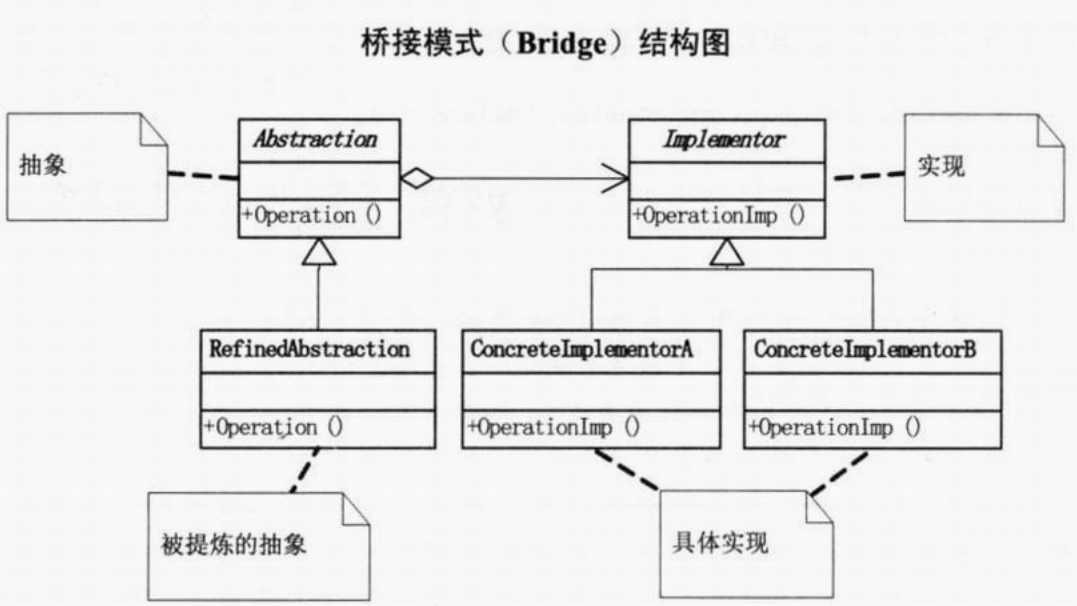 桥接模式（Bridge）结构图
抽象
Abstraction
+Operation ()
Implementor
+OperationImp ()
实现
RefinedAbstraction
+Operation ()
ConcreteImplementorA
+OperationImp ()
ConcreteImplementorB
+OperationImp ()
被提炼的抽象
具体实现